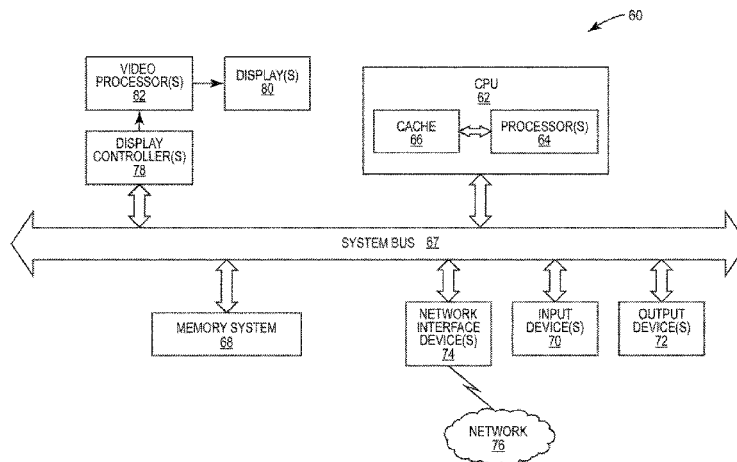 60
VIDEO
PROCESSOR(S)
82
DISPLAY(S)
80
CPU
62
CACHE
66
PROCESSOR(S)
64
DISPLAY
CONTROLLER(S)
78
SYSTEM BUS 67
MEMORY SYSTEM
68
NETWORK
INTERFACE
DEVICE(S)
74
INPUT
DEVICE(S)
70
OUTPUT
DEVICE(S)
72
NETWORK
76